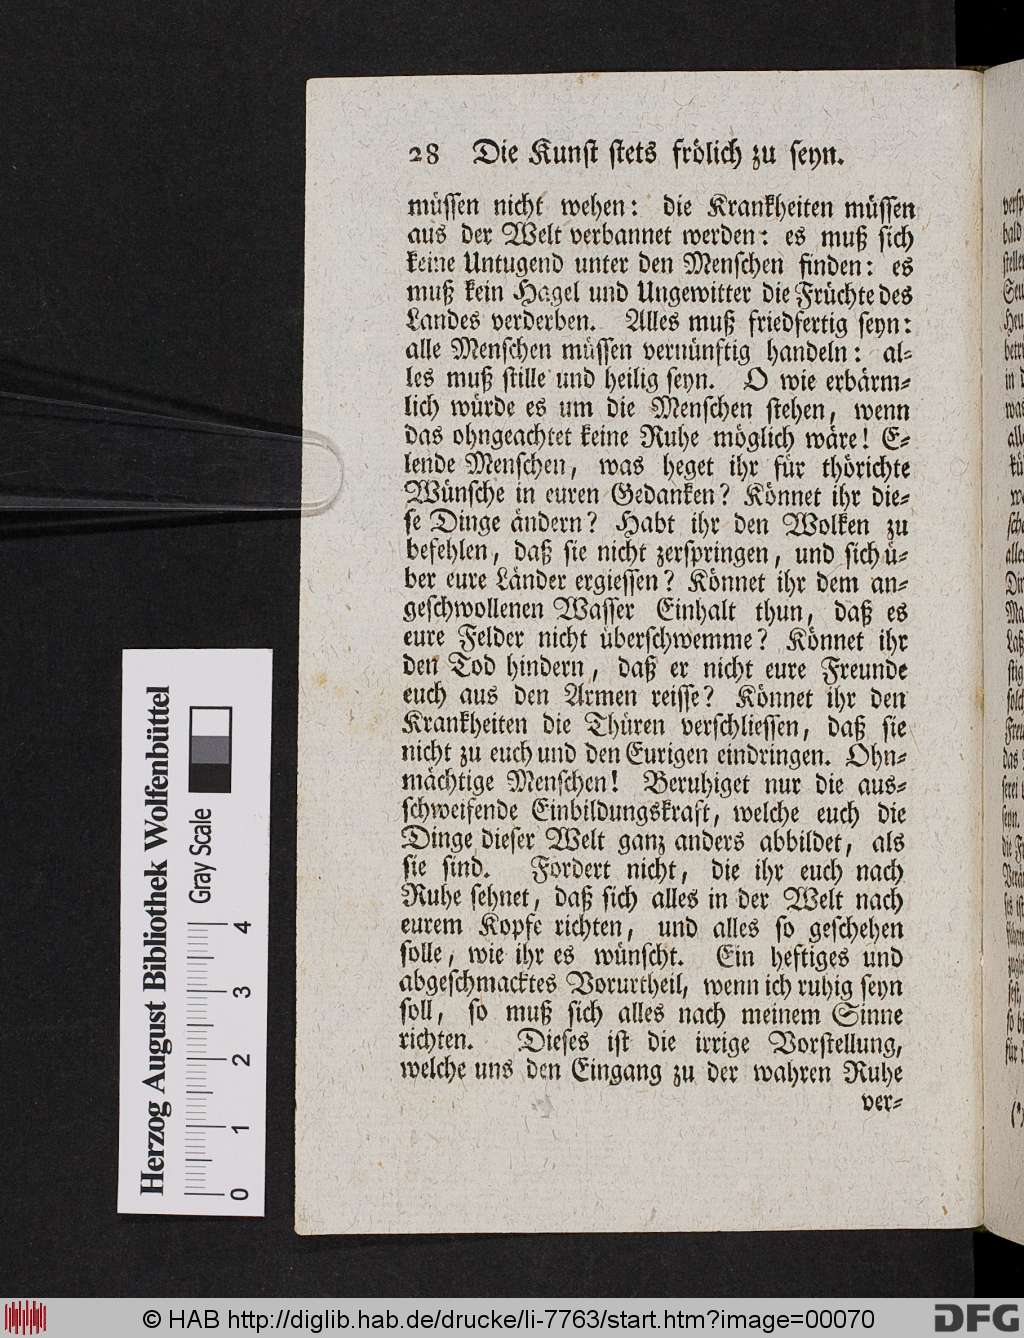 28 Die Kunst stets frölich zu seyn.
müssen nicht wehen: die Krankheiten müssen
aus der Welt verbannet werden: es muß sich
keine Untugend unter den Menschen finden: es
muß kein Hagel und Ungewitter die Früchte des
Landes verderben. Alles muß friedfertig seyn:
alle Menschen müssen vernünftig handeln: al-
les muß stille und heilig seyn. O wie erbärm-
lich würde es um die Menschen stehen, wenn
das ohngeachtet keine Ruhe möglich wäre! E-
lende Menschen, was heget ihr für thörichte
Wünsche in euren Gedanken? Könnet ihr die-
se Dinge ändern? Habt ihr den Wolken zu
befehlen, daß sie nicht zerspringen, und sich ü-
ber eure Länder ergiessen? Könnet ihr dem an-
geschwollenen Wasser Einhalt thun, daß es
eure Felder nicht überschwemme? Könnet ihr
den Tod hindern, daß er nicht eure Freunde
euch aus den Armen reisse? Könnet ihr den
Krankheiten die Thüren verschliessen, daß sie
nicht zu euch und den Eurigen eindringen. Ohn-
mächtige Menschen! Beruhiget nur die aus-
schweifende Einbildungskraft, welche euch die
Dinge dieser Welt ganz anders abbildet, als
sie sind. Fordert nicht, die ihr euch nach
Ruhe sehnet, daß sich alles in der Welt nach
eurem Kopfe richten, und alles so geschehen
solle, wie ihr es wünscht. Ein heftiges und
abgeschmacktes Vorurtheil, wenn ich ruhig seyn
soll, so muß sich alles nach meinem Sinne
richten. Dieses ist die irrige Vorstellung,
welche uns den Eingang zu der wahren Ruhe
ver-
Herzog August Bibliothek Wolfenbüttel
Gray Scale
0 1 2 3 4
© HAB http://diglib.hab.de/drucke/li-7763/start.htm?image=00070
DFG